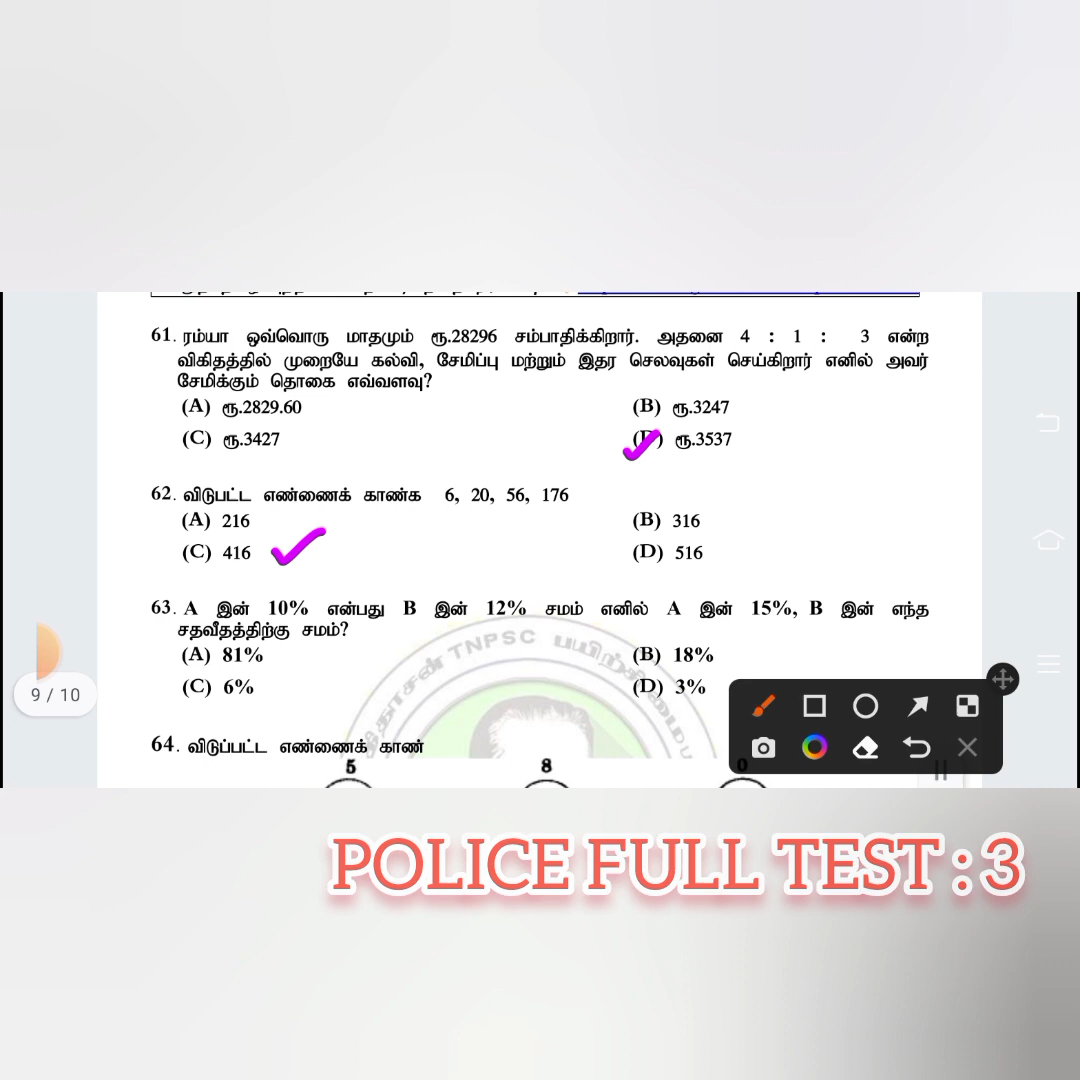 61. ரம்யா ஒவ்வொரு மாதமும் ரூ.28296 சம்பாதிக்கிறார். அதனை 4 : 1 : 3 என்ற
விகிதத்தில் முறையே கல்வி, சேமிப்பு மற்றும் இதர செலவுகள் செய்கிறார் எனில் அவர்
சேமிக்கும் தொகை எவ்வளவு?
(A) ரூ.2829.60 (B) ரூ.3247
(C) ரூ.3427 (D) ரூ.3537
62. விடுபட்ட எண்ணைக் காண்க 6, 20, 56, 176
(A) 216 (B) 316
(C) 416 (D) 516
63. A இன் 10% என்பது B இன் 12% சமம் எனில் A இன் 15%, B இன் எந்த
சதவீதத்திற்கு சமம்?
TNPSC
(A) 81% (B) 18%
(C) 6% (D) 3%
9 / 10
64. விடுப்பட்ட எண்ணைக் காண்
5 8 0
POLICE FULL TEST : 3